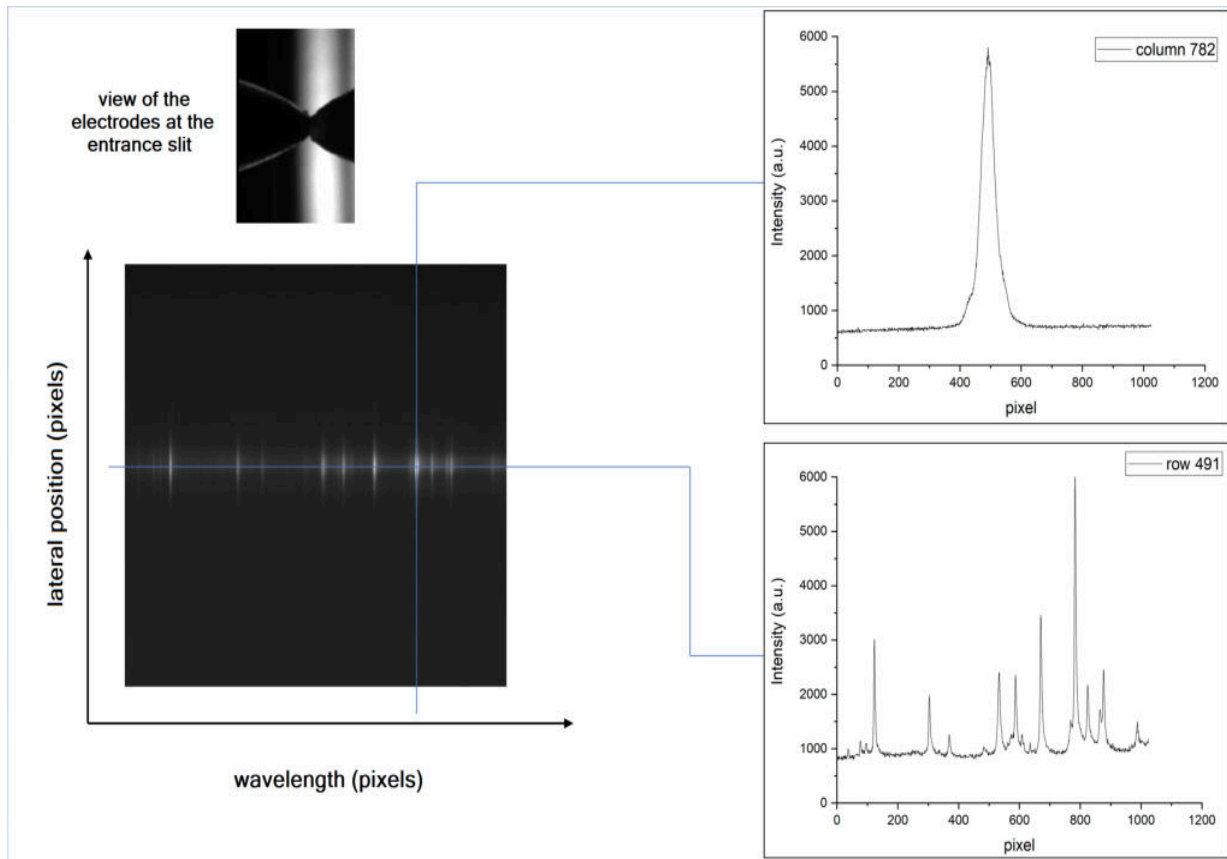 view of the
electrodes at the
entrance slit
lateral position (pixels)
wavelength (pixels)
column 782
Intensity (a.u.)
6000
5000
4000
3000
2000
1000
0
0 200 400 600 800 1000 1200
pixel
row 491
Intensity (a.u.)
6000
5000
4000
3000
2000
1000
0
0 200 400 600 800 1000 1200
pixel